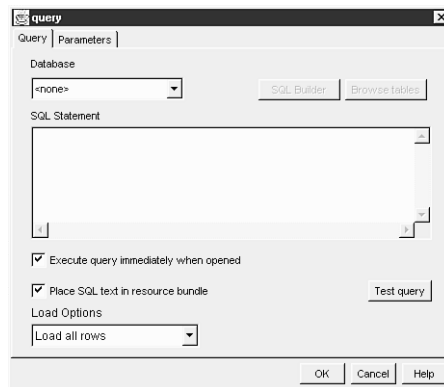 query
Query Parameters
Database
<none> SQL Builder Browse tables
SQL Statement
Execute query immediately when opened
Place SQL text in resource bundle Test query
Load Options
Load all rows
OK Cancel Help